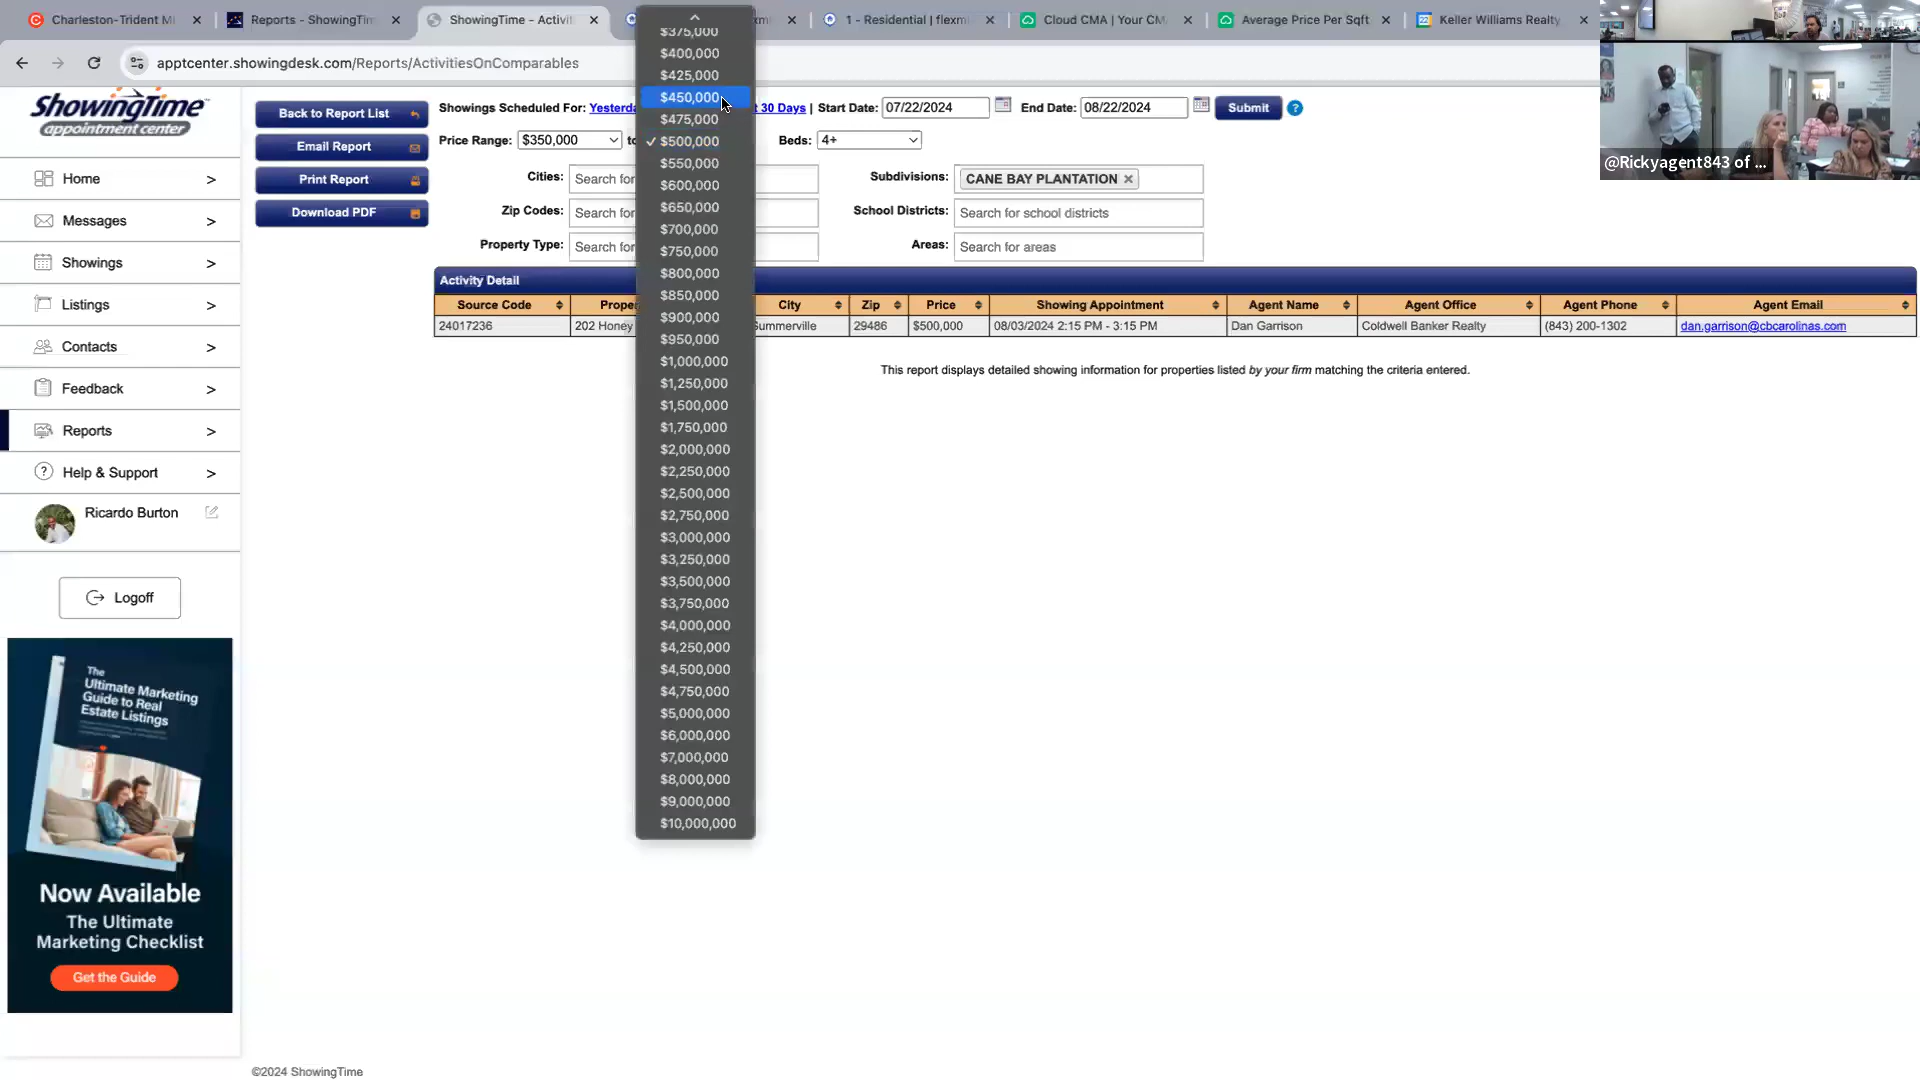 Charleston-Trident M
Reports - ShowingTim
ShowingTime - Activit
1 - Residential | flexmi
Cloud CMA | Your CM
Average Price Per Sqft
Keller Williams Realty
apptcenter.showingdesk.com/Reports/ActivitiesOnComparables
ShowingTime
appointment center
Home >
Messages >
Showings >
Listings >
Contacts >
Feedback >
Reports >
Help & Support >
Ricardo Burton
Logoff
The
Ultimate Marketing
Guide to Real
Estate Listings
Now Available
The Ultimate
Marketing Checklist
Get the Guide
Back to Report List
Email Report
Print Report
Download PDF
Showings Scheduled For: Yesterda
t 30 Days | Start Date: 07/22/2024 End Date: 08/22/2024 Submit ?
Price Range: $350,000 to
Beds: 4+
Cities: Search for
Subdivisions: CANE BAY PLANTATION ×
Zip Codes: Search for
School Districts: Search for school districts
Property Type: Search for
Areas: Search for areas
$375,000
$400,000
$425,000
$450,000
$475,000
✓ $500,000
$550,000
$600,000
$650,000
$700,000
$750,000
$800,000
$850,000
$900,000
$950,000
$1,000,000
$1,250,000
$1,500,000
$1,750,000
$2,000,000
$2,250,000
$2,500,000
$2,750,000
$3,000,000
$3,250,000
$3,500,000
$3,750,000
$4,000,000
$4,250,000
$4,500,000
$4,750,000
$5,000,000
$6,000,000
$7,000,000
$8,000,000
$9,000,000
$10,000,000
Activity Detail
Source Code Proper City Zip Price Showing Appointment Agent Name Agent Office Agent Phone Agent Email
24017236 202 Honey Summerville 29486 $500,000 08/03/2024 2:15 PM - 3:15 PM Dan Garrison Coldwell Banker Realty (843) 200-1302 dan.garrison@cbcarolinas.com
This report displays detailed showing information for properties listed by your firm matching the criteria entered.
@Rickyagent843 of ...
©2024 ShowingTime